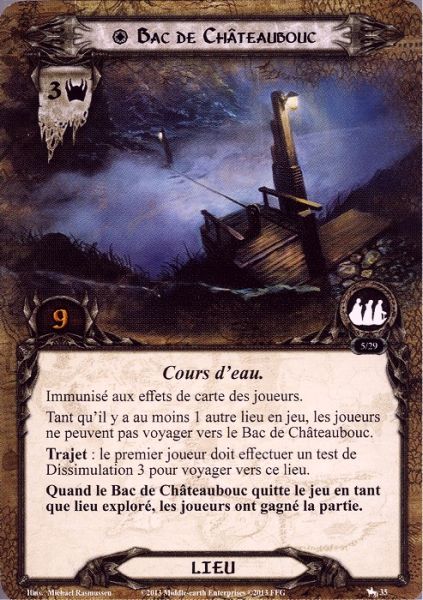 Bac de Châteaubouc
3
9
5/29
Cours d'eau.
Immunisé aux effets de carte des joueurs.
Tant qu'il y a au moins 1 autre lieu en jeu, les joueurs
ne peuvent pas voyager vers le Bac de Châteaubouc.
Trajet : le premier joueur doit effectuer un test de
Dissimulation 3 pour voyager vers ce lieu.
Quand le Bac de Châteaubouc quitte le jeu en tant
que lieu exploré, les joueurs ont gagné la partie.
LIEU
Illus. Michael Rasmussen ©2013 Middle-earth Enterprises ©2013 FFG 35